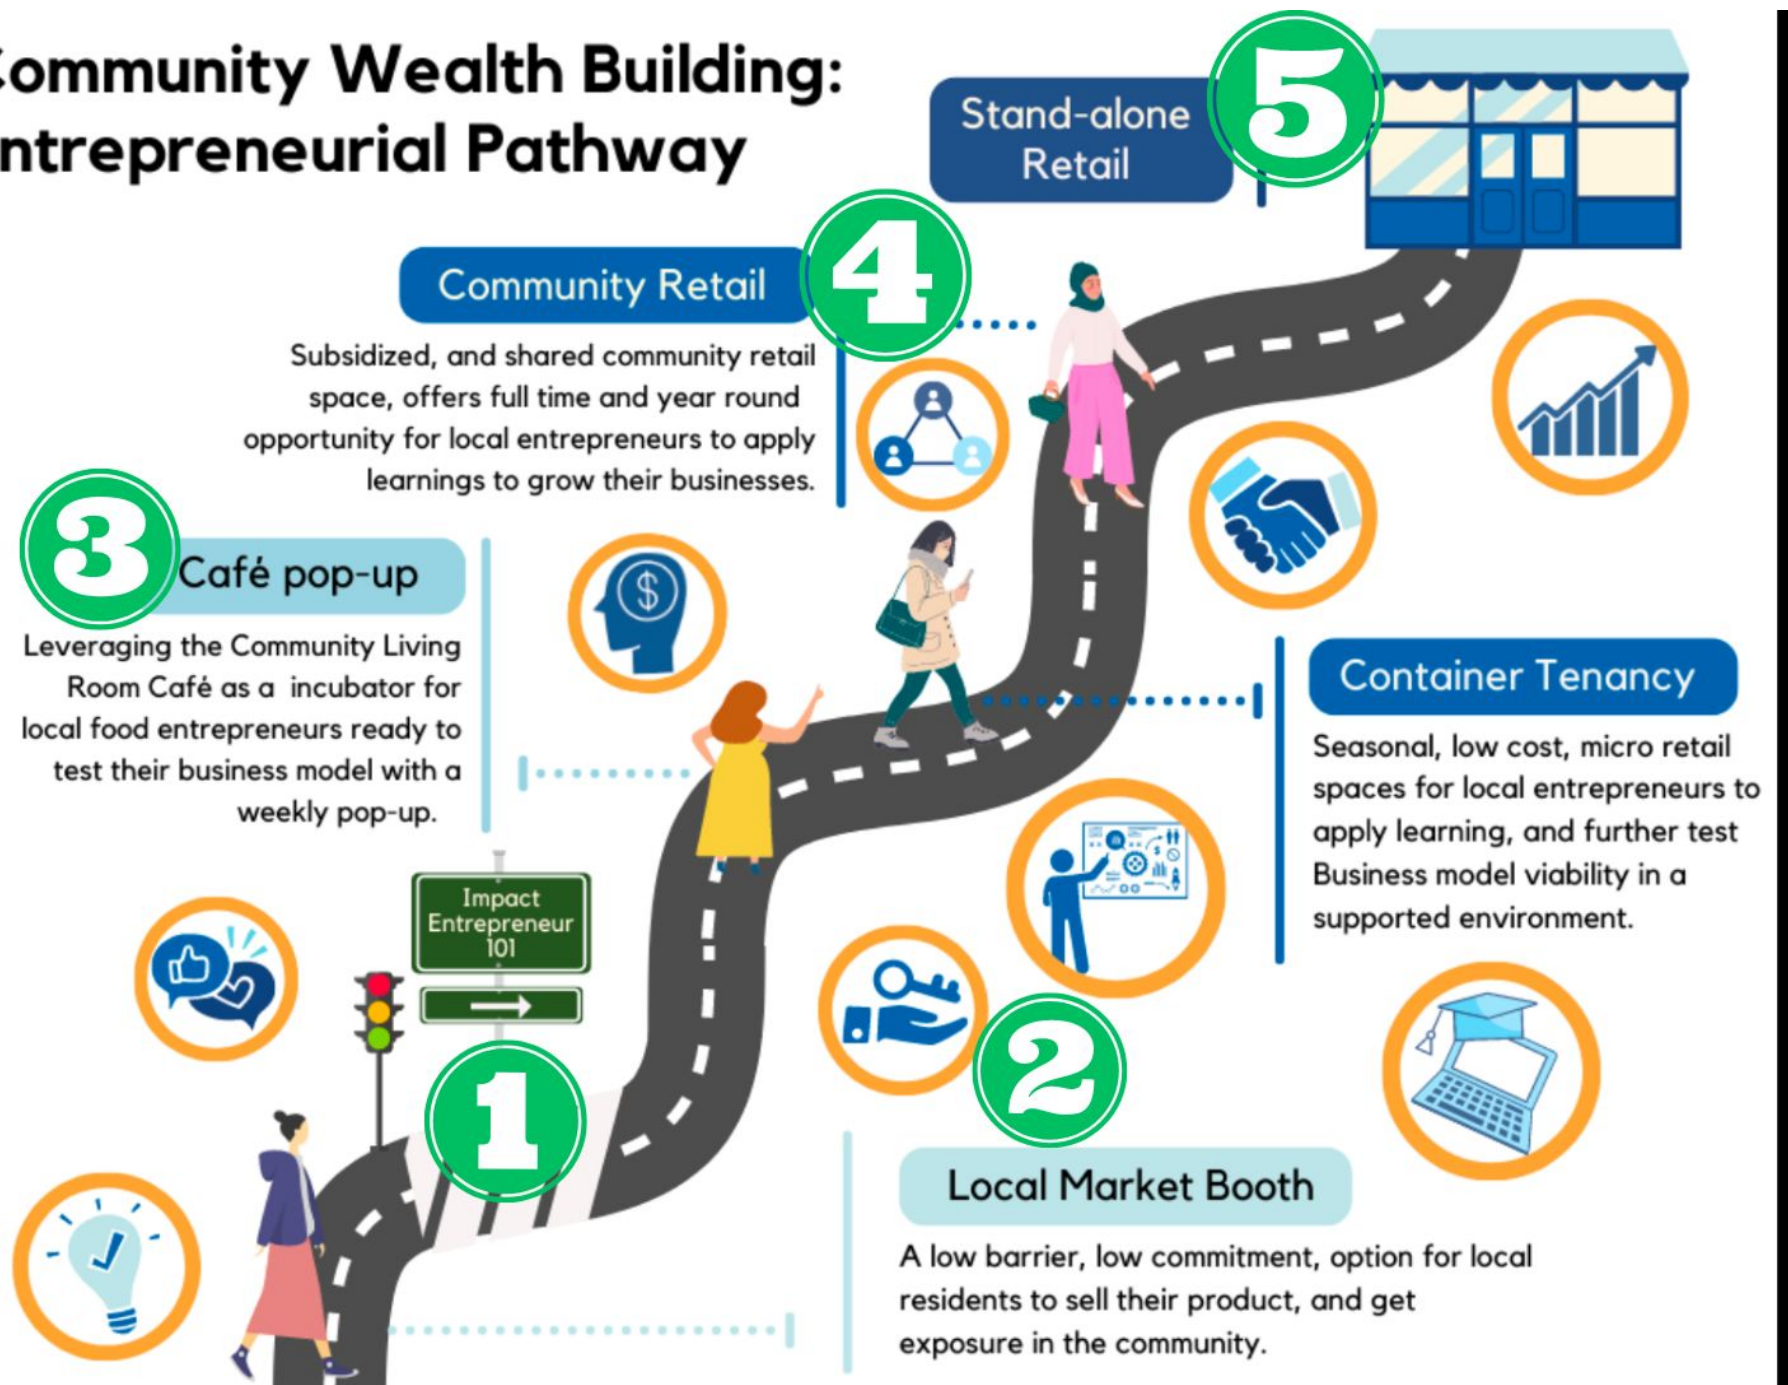 ommunity Wealth Building:
ntrepreneurial Pathway
5
Stand-alone
Retail
4
Community Retail
Subsidized, and shared community retail
space, offers full time and year round
opportunity for local entrepreneurs to apply
learnings to grow their businesses.
3
Café pop-up
Leveraging the Community Living
Room Café as a incubator for
local food entrepreneurs ready to
test their business model with a
weekly pop-up.
$
Container Tenancy
Seasonal, low cost, micro retail
spaces for local entrepreneurs to
apply learning, and further test
Business model viability in a
supported environment.
Impact
Entrepreneur
101
1
2
Local Market Booth
A low barrier, low commitment, option for local
residents to sell their product, and get
exposure in the community.